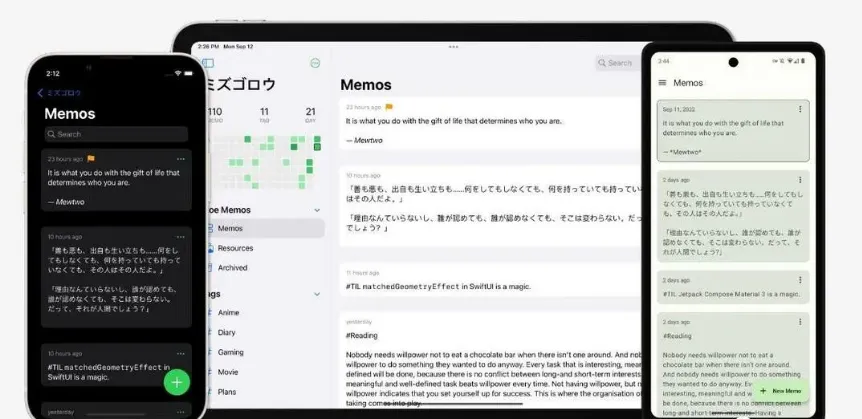 2:12
ミズゴロウ
Memos
Search
23 hours ago
It is what you do with the gift of life that
determines who you are.
— Mewtwo
10 hours ago
「善も悪も、出自も生い立ちも……何をし
てもしなくても、何を持っていても持ってい
なくても、その人はその人だよ。」
「理由なんていらないし、誰が認めても、
誰が認めなくても、そこは変わらない。
だって、それが人間でしょう？」
10 hours ago
#TIL matchedGeometryEffect in
SwiftUI is a magic.
yesterday
2:26 PM Mon Sep 12
ミズゴロウ
110
11
21
TAG
DAY
oe Memos
Memos
Resources
Archived
ags
Anime
Diary
Gaming
Movie
Plans
Search
Memos
23 hours ago
It is what you do with the gift of life that determines who you are.
— Mewtwo
10 hours ago
「善も悪も、出自も生い立ちも……何をしてもしなくても、何を持っていても持ってい
はその人だよ。」
「理由なんていらないし、誰が認めても、誰が認めなくても、そこは変わらない。だっ
でしょう？」
11 hours ago
#TIL matchedGeometryEffect in SwiftUI is a magic.
yesterday
#Reading
Nobody needs willpower not to eat a chocolate bar when there isn't one around. And nob
willpower to do something they wanted to do anyway. Every task that is interesting, mean
defined will be done, because there is no conflict between long-and short-term interests.
meaningful and well-defined task beats willpower every time. Not having willpower, but n
willpower indicates that you set yourself up for success. This is where the organisation of
taking comes into play.
2:44
Memos
Sep 11, 2022
It is what you do with the gift of life that
determines who you are.
— *Mewtwo*
2 days ago
「善も悪も、出自も生い立ちも……何をしてもし
なくても、何を持っていても持っていなくて
も、その人はその人だよ。」
「理由なんていらないし、誰が認めても、誰が
認めなくても、そこは変わらない。だって、そ
れが人間でしょう？」
2 days ago
#TIL Jetpack Compose Material 3 is a magic.
2 days ago
#Reading
Nobody needs willpower not to eat a
chocolate bar when there isn't one around.
And nobody needs willpower to do something
they wanted to do anyway. Every
is interesting, meaningful and w
be done, because there is no conflict between
long-and short-term interests. Having a
New Memo